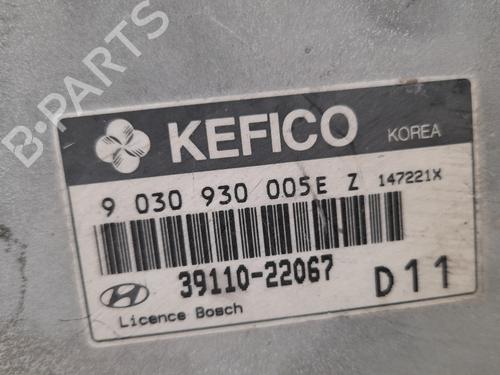 B-PARTS
KEFICO KOREA
9 030 930 005E Z 147221X
39110-22067 D11
Licence Bosch